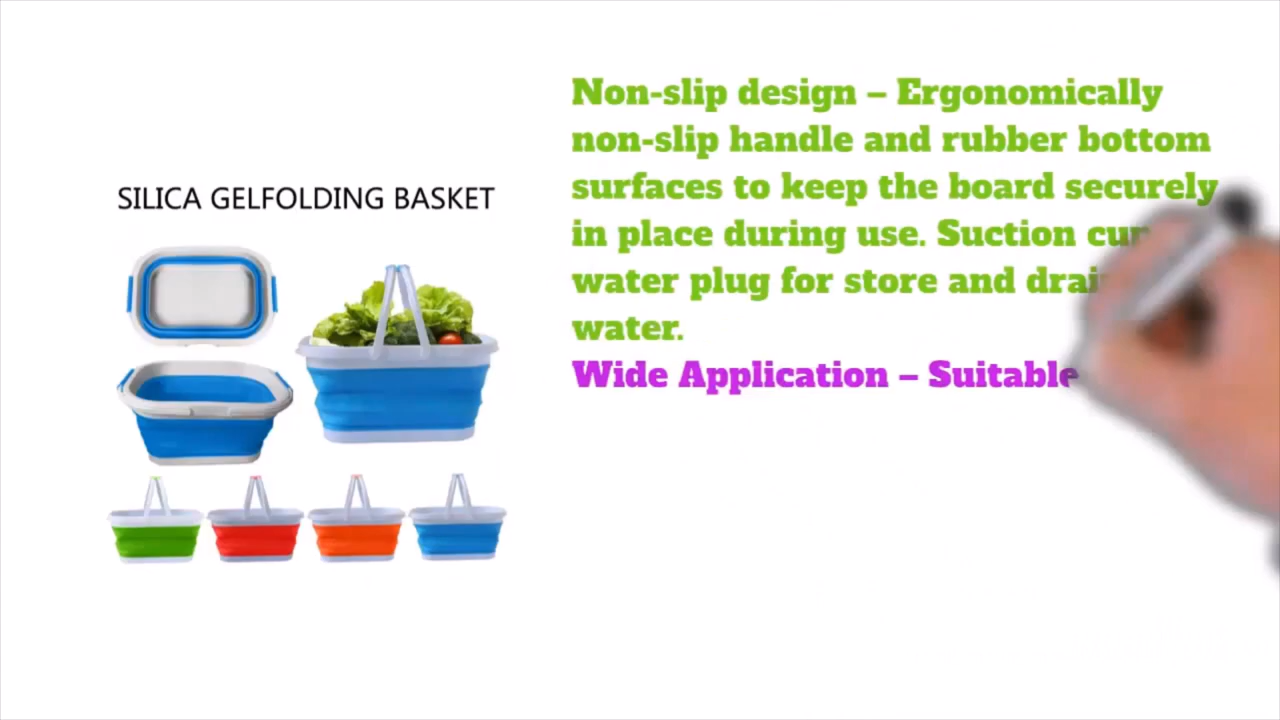 SILICA GELFOLDING BASKET
Non-slip design – Ergonomically
non-slip handle and rubber bottom
surfaces to keep the board securely
in place during use. Suction
water plug for store and
water.
Wide Application – Suitable